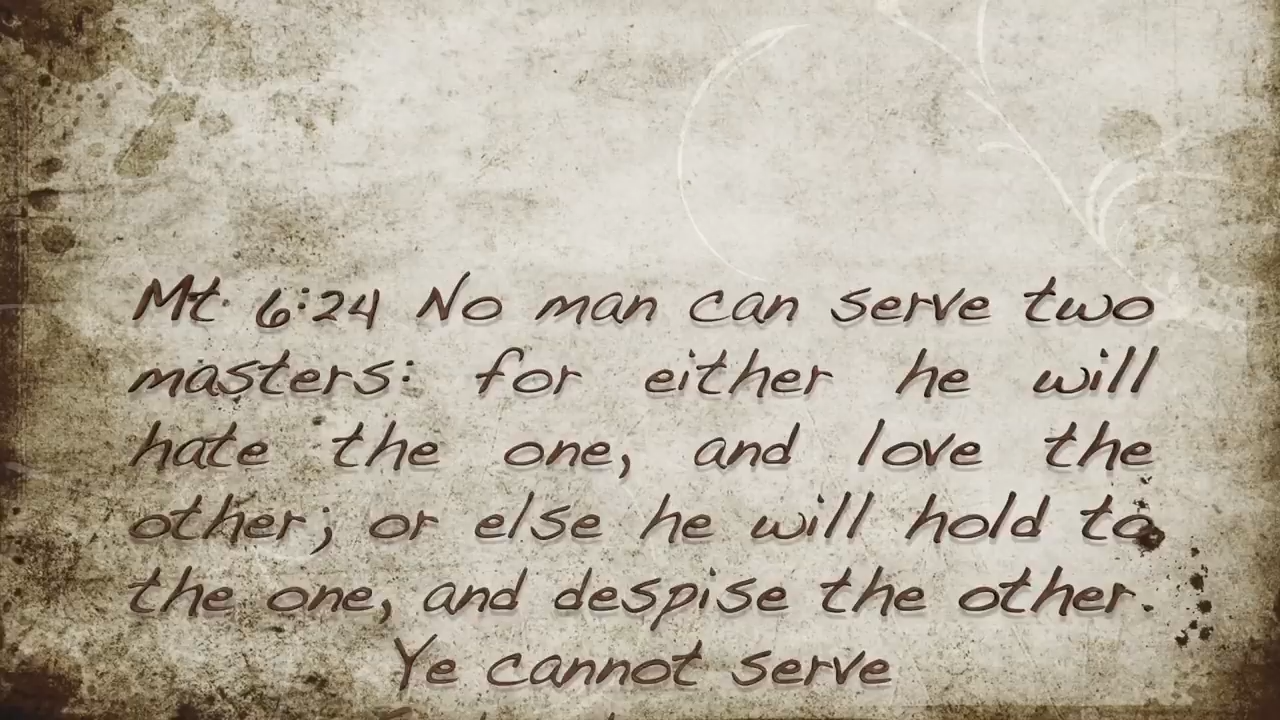 Mt 6:24 No man can serve two
masters: for either he will
hate the one, and love the
other; or else he will hold to
the one, and despise the other.
Ye cannot serve